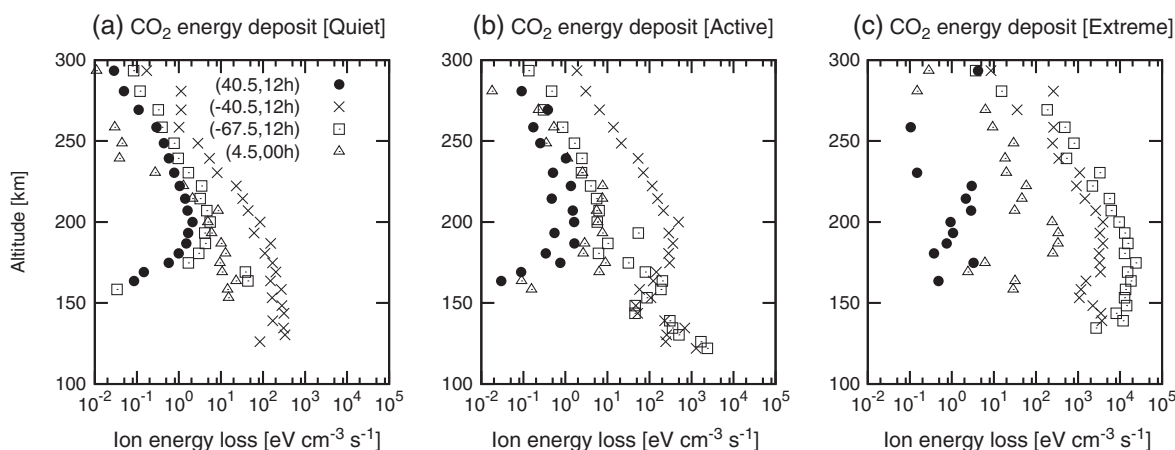 (a) CO2 energy deposit [Quiet]
(b) CO2 energy deposit [Active]
(c) CO2 energy deposit [Extreme]
300
250
200
150
100
Altitude [km]
(40.5,12h)
(-40.5,12h)
(-67.5,12h)
(4.5,00h)
10-2 10-1 100 101 102 103 104 105
Ion energy loss [eV cm-3 s-1]
300
250
200
150
100
10-2 10-1 100 101 102 103 104 105
Ion energy loss [eV cm-3 s-1]
300
250
200
150
100
10-2 10-1 100 101 102 103 104 105
Ion energy loss [eV cm-3 s-1]